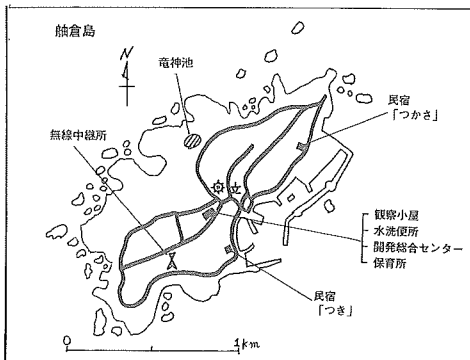 舳倉島
N
竜神池
無線中継所
民宿
「つかさ」
観察小屋
水洗便所
開発総合センター
保育所
民宿
「つき」
0
1km